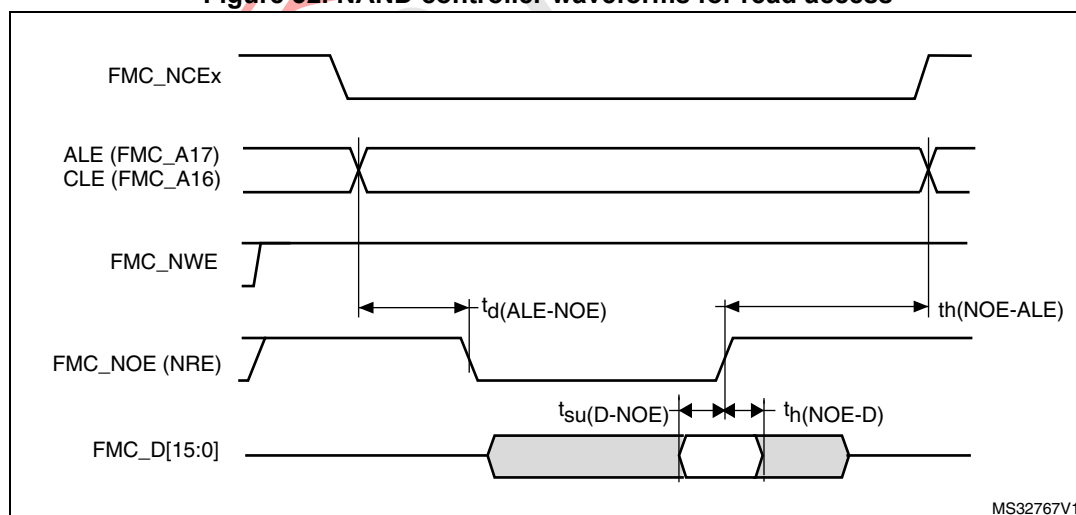 FMC_NCEx
ALE (FMC_A17)
CLE (FMC_A16)
FMC_NWE
td(ALE-NOE)
th(NOE-ALE)
FMC_NOE (NRE)
tsu(D-NOE)
th(NOE-D)
FMC_D[15:0]
MS32767V1